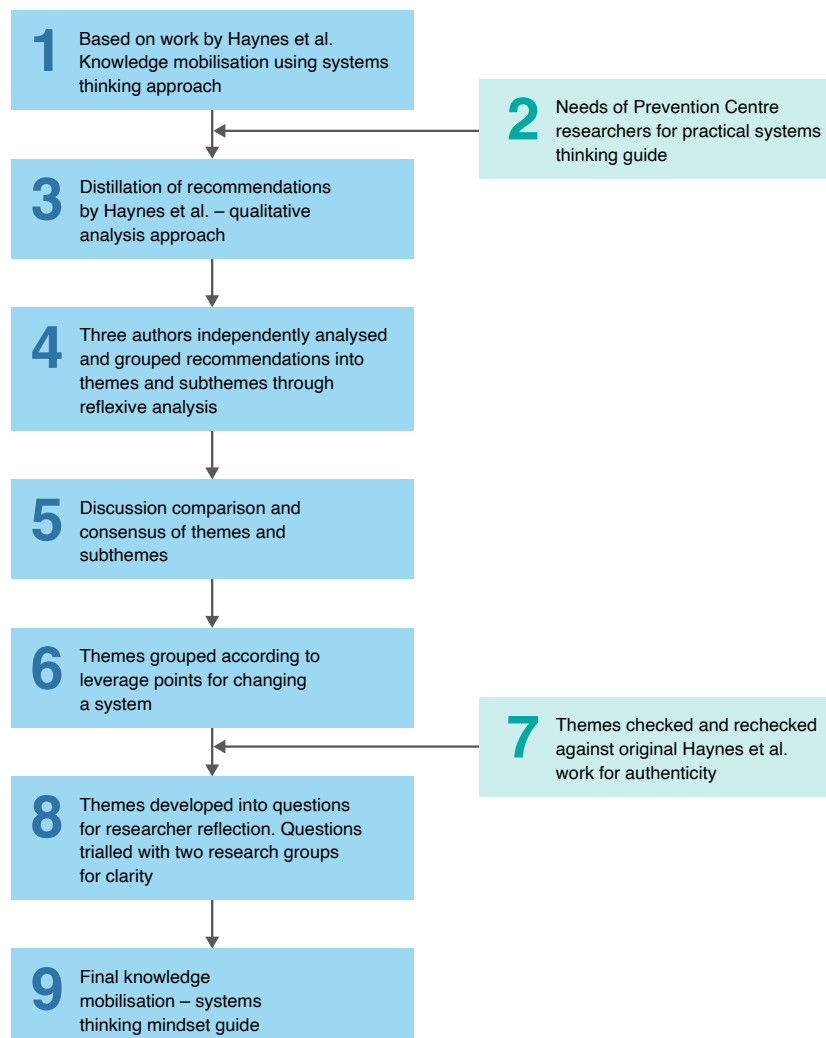 1
Based on work by Haynes et al.
Knowledge mobilisation using systems
thinking approach
2
Needs of Prevention Centre
researchers for practical systems
thinking guide
3
Distillation of recommendations
by Haynes et al. – qualitative
analysis approach
4
Three authors independently analysed
and grouped recommendations into
themes and subthemes through
reflexive analysis
5
Discussion comparison and
consensus of themes and
subthemes
6
Themes grouped according to
leverage points for changing
a system
7
Themes checked and rechecked
against original Haynes et al.
work for authenticity
8
Themes developed into questions
for researcher reflection. Questions
trialled with two research groups
for clarity
9
Final knowledge
mobilisation – systems
thinking mindset guide